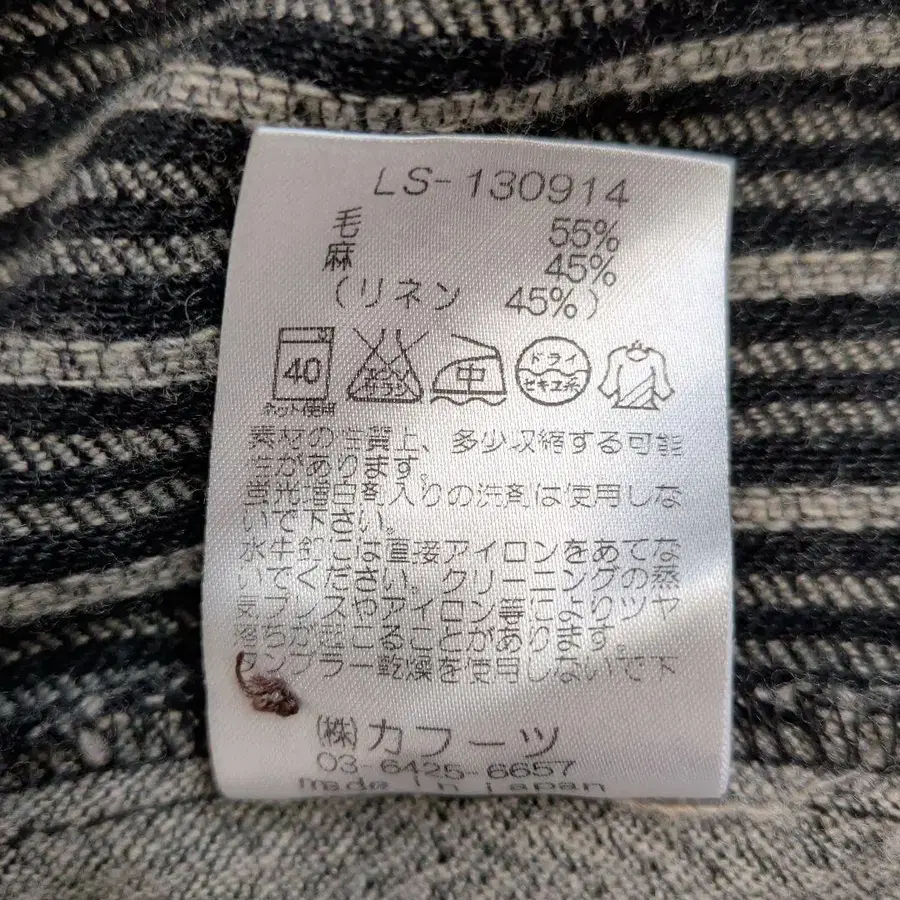 LS-130914
毛 55%
麻 45%
(リネン 45%)
40 エンソ サラシ 中 ドライ セキユ系
ネット使用
素材の性質上、多少収縮する可能
性があります。
蛍光増白剤入りの洗剤は使用しな
いで下さい。
水牛釦には直接アイロンをあてな
いでください。クリーニングの蒸
気プレスやアイロン等によりツヤ
落ちが起こることがあります。
タンブラー乾燥を使用しないで下
(株)カフーツ
03-6425-6657
made in japan